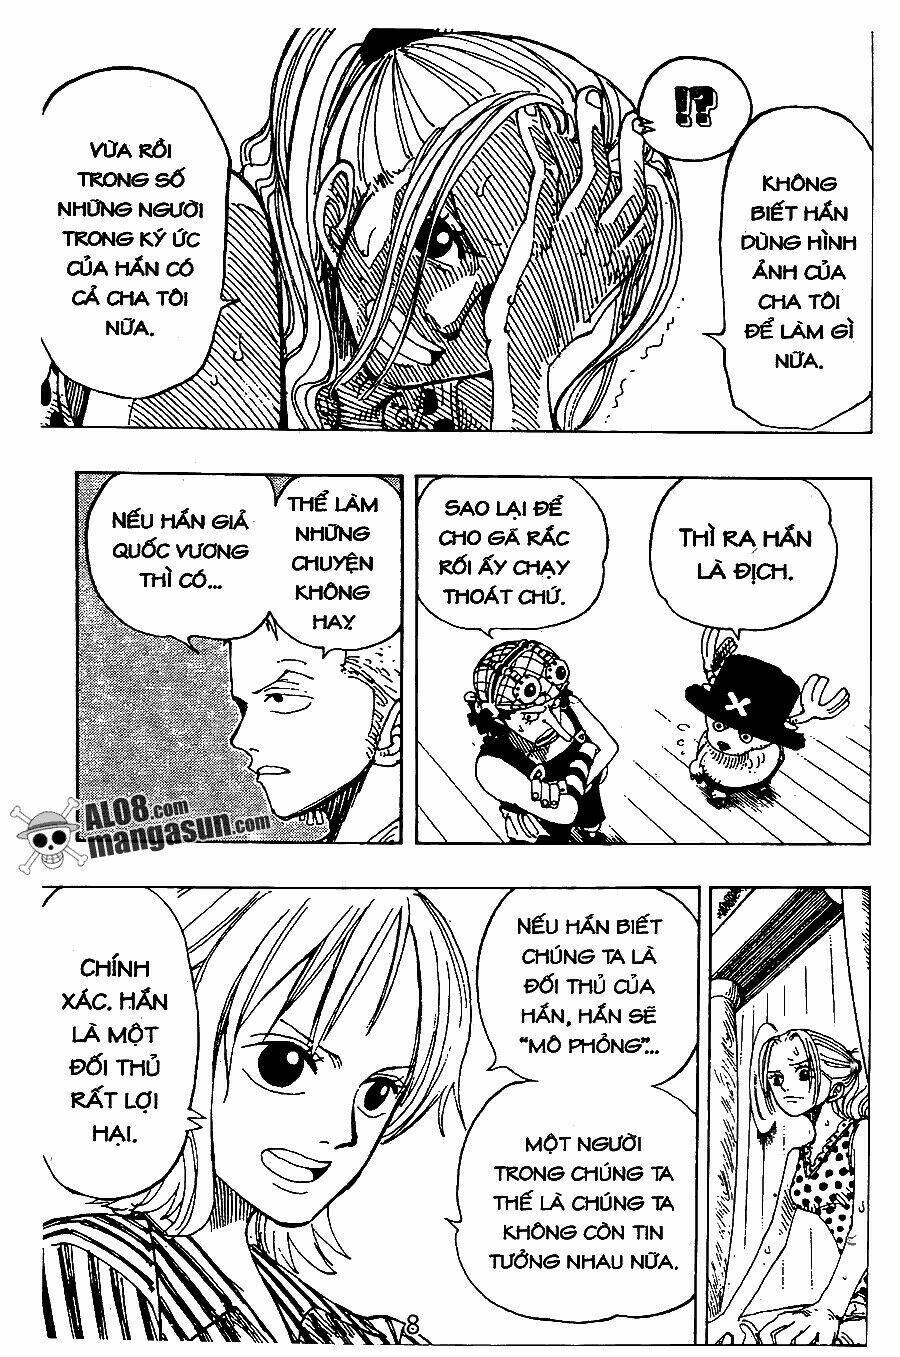 !?
KHÔNG
BIẾT HẮN
DÙNG HÌNH
ẢNH CỦA
CHA TÔI
ĐỂ LÀM GÌ
NỮA.
VỪA RỒI
TRONG SỐ
NHỮNG NGƯỜI
TRONG KÝ ỨC
CỦA HẮN CÓ
CẢ CHA TÔI
NỮA.
THÌ RA HẮN
LÀ ĐỊCH.
SAO LẠI ĐỂ
CHO GÃ RẮC
RỐI ẤY CHẠY
THOÁT CHỨ.
THỂ LÀM
NHỮNG
CHUYỆN
KHÔNG
HAY
NẾU HẮN GIẢ
QUỐC VƯƠNG
THÌ CÓ...
NẾU HẮN BIẾT
CHÚNG TA LÀ
ĐỐI THỦ CỦA
HẮN, HẮN SẼ
"MÔ PHỎNG"...
MỘT NGƯỜI
TRONG CHÚNG TA
THẾ LÀ CHÚNG TA
KHÔNG CÒN TIN
TƯỞNG NHAU NỮA.
CHÍNH
XÁC. HẮN
LÀ MỘT
ĐỐI THỦ
RẤT LỢI
HẠI.
ALO8.com
mangasun.com
8